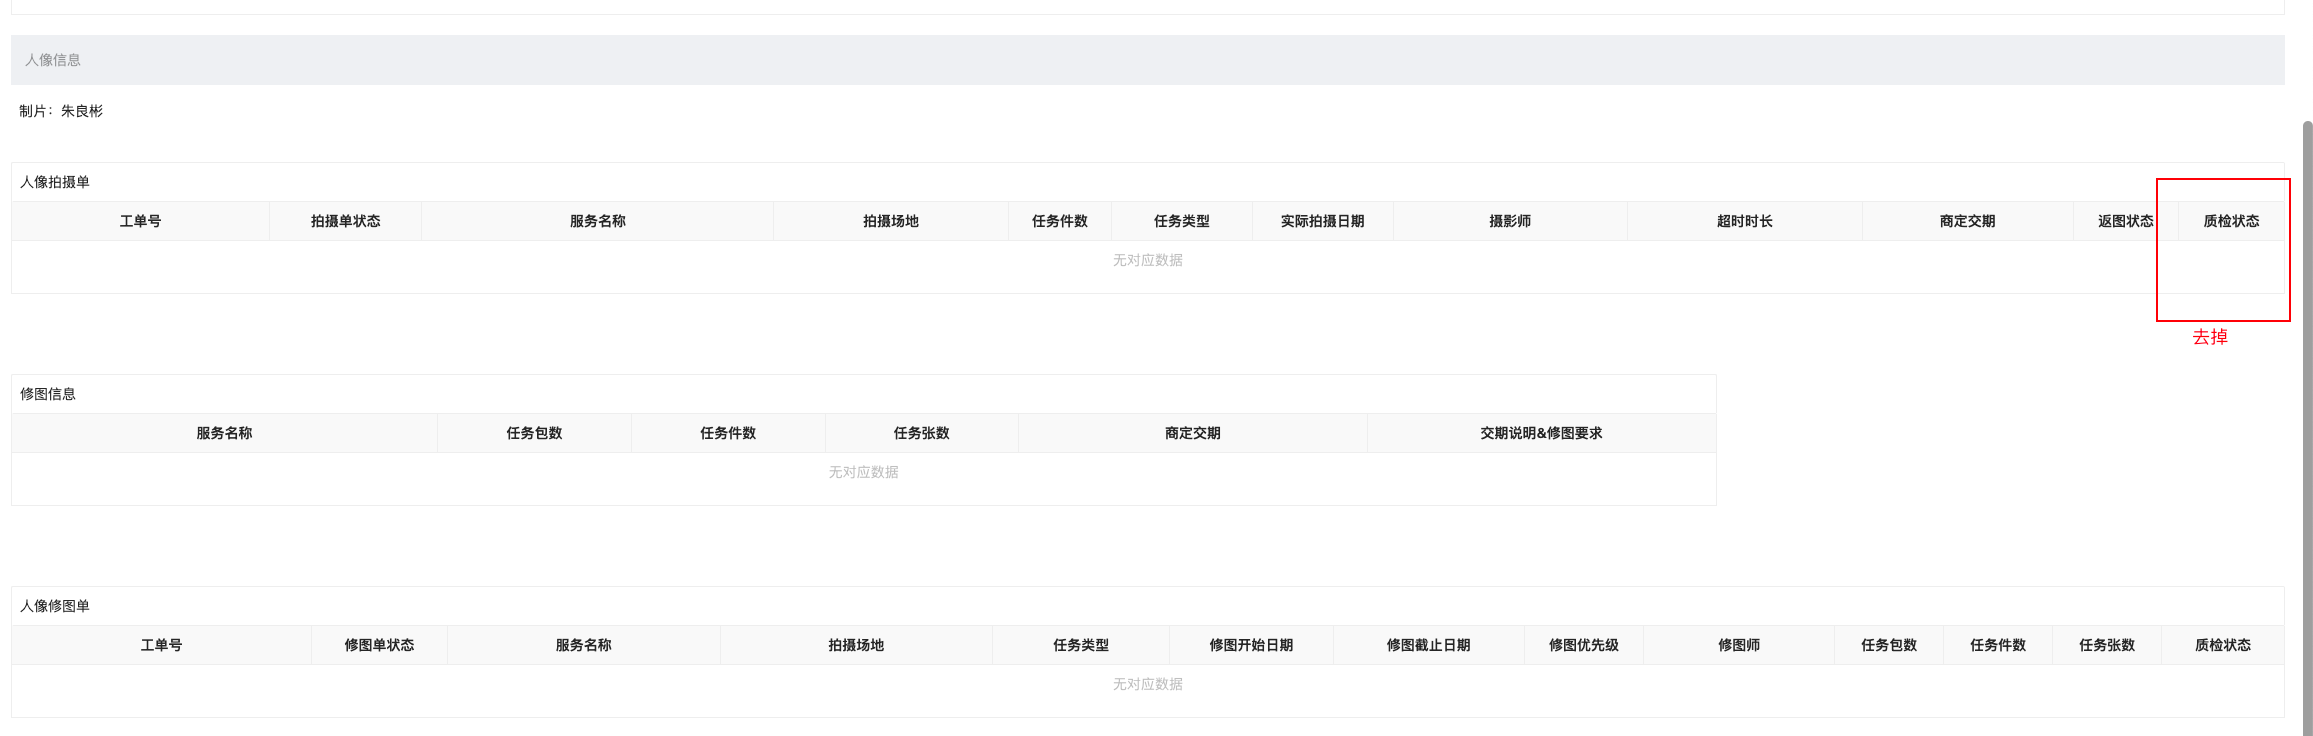 人像信息
制片：朱良彬
人像拍摄单
工单号 拍摄单状态 服务名称 拍摄场地 任务件数 任务类型 实际拍摄日期 摄影师 超时时长 商定交期 返图状态 质检状态
无对应数据
去掉
修图信息
服务名称 任务包数 任务件数 任务张数 商定交期 交期说明&修图要求
无对应数据
人像修图单
工单号 修图单状态 服务名称 拍摄场地 任务类型 修图开始日期 修图截止日期 修图优先级 修图师 任务包数 任务件数 任务张数 质检状态
无对应数据